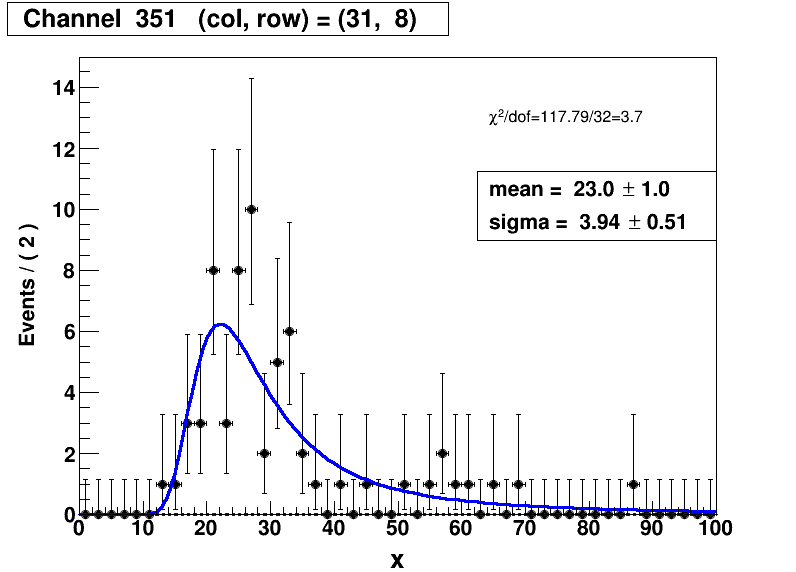 Channel 351 (col, row) = (31, 8)
χ²/dof=117.79/32=3.7
mean = 23.0 ± 1.0
sigma = 3.94 ± 0.51
Events / ( 2 )
14
12
10
8
6
4
2
0
0 10 20 30 40 50 60 70 80 90 100
x